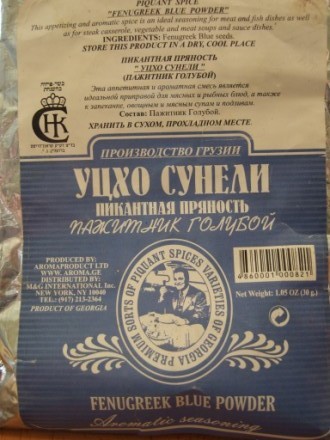 PIQUANT SPICE
"FENUGREEK BLUE POWDER"
This appetizing and aromatic spice is an ideal seasoning for meat and fish dishes as well
as for steak casserole, vegetable and meat soups and sauce dishes.
INGREDIENTS: Fenugreek Blue seeds.
STORE THIS PRODUCT IN A DRY, COOL PLACE
ПИКАНТНАЯ ПРЯНОСТЬ
" УЦХО СУНЕЛИ "
(ПАЖИТНИК ГОЛУБОЙ)
Эта аппетитная и ароматная смесь является
идеальной приправой для мясных и рыбных блюд, а также
к запеканке, овощным и мясным супам и подливам.
Состав: Пажитник Голубой.
ХРАНИТЬ В СУХОМ, ПРОХЛАДНОМ МЕСТЕ.
כשר פרווה
CHK
ПРОИЗВОДСТВО ГРУЗИИ
УЦХО СУНЕЛИ
ПИКАНТНАЯ ПРЯНОСТЬ
ПАЖИТНИК ГОЛУБОЙ
PRODUCED BY:
AROMAPRODUCT LTD
WWW.AROMA.GE
DISTRIBUTED BY:
M&G INTERNATIONAL Inc.
NEW YORK, NY 10040
TEL.: (917) 215-2364
PRODUCT OF GEORGIA
PREMIUM SORTS OF PIQUANT SPICES VARIETIES OF GEORGIA
4860001000821
Net Weight: 1.05 OZ (30 g.)
FENUGREEK BLUE POWDER
Aromatic seasoning